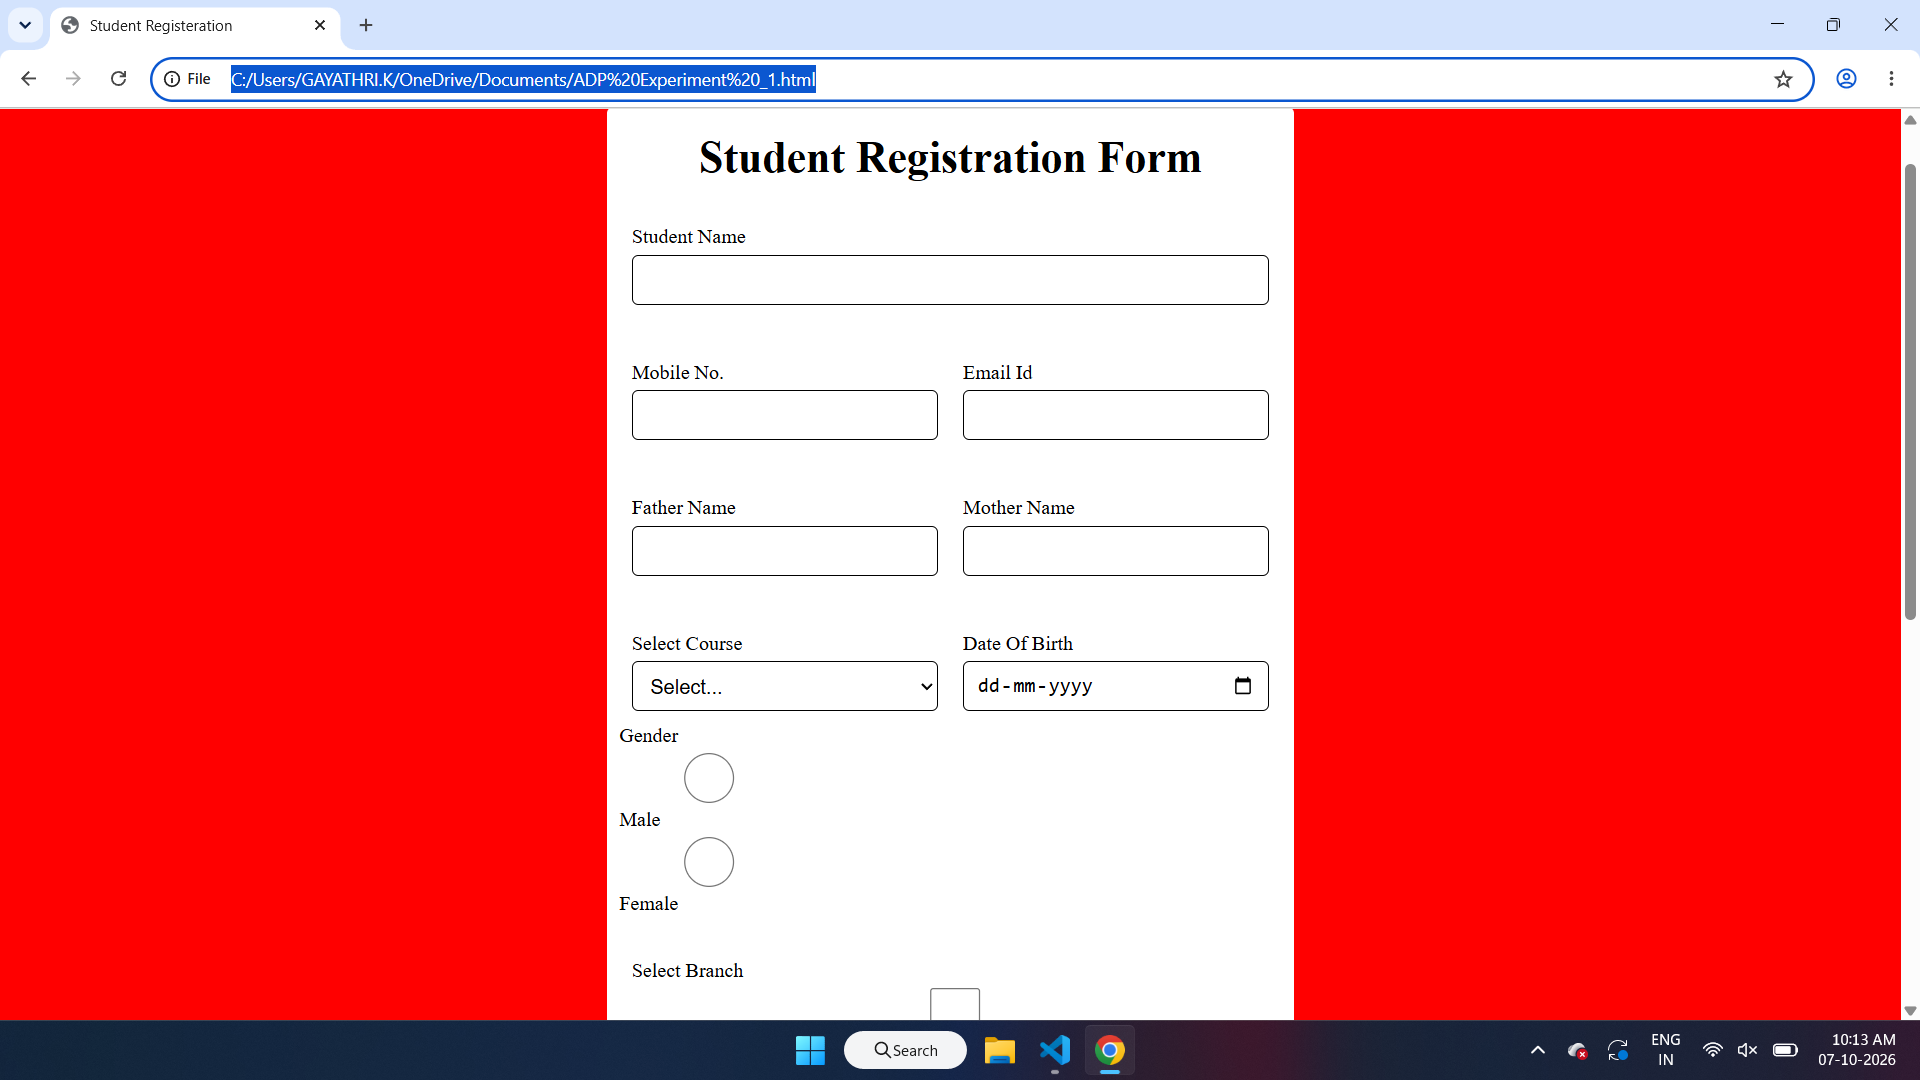 Student Registeration
File
C:/Users/GAYATHRI.K/OneDrive/Documents/ADP%20Experiment%20_1.html
Student Registration Form
Student Name
Mobile No.
Email Id
Father Name
Mother Name
Select Course
Date Of Birth
Select...
dd-mm-yyyy
Gender
Male
Female
Select Branch
Search
ENG
IN
10:13 AM
07-10-2026